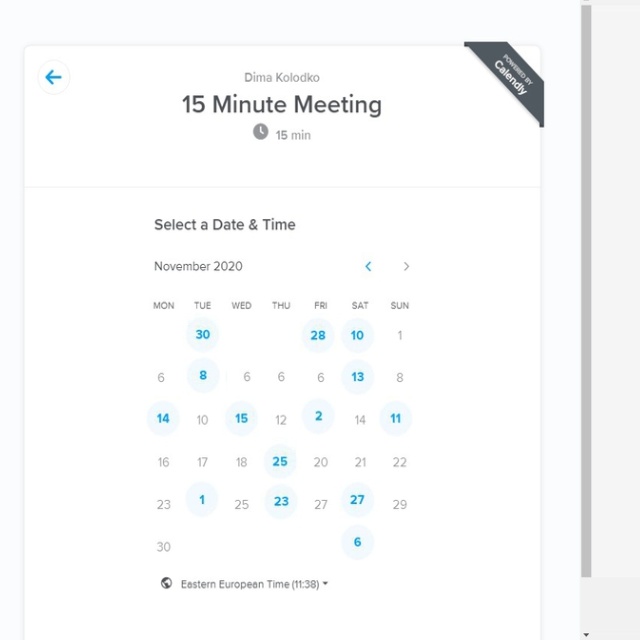 POWERED BY
Calendly
Dima Kolodko
15 Minute Meeting
15 min
Select a Date & Time
November 2020
MON TUE WED THU FRI SAT SUN
30 28 10 1
6 8 6 6 6 13 8
14 10 15 12 2 14 11
16 17 18 25 20 21 22
23 1 25 23 27 27 29
30 6
Eastern European Time (11:38)